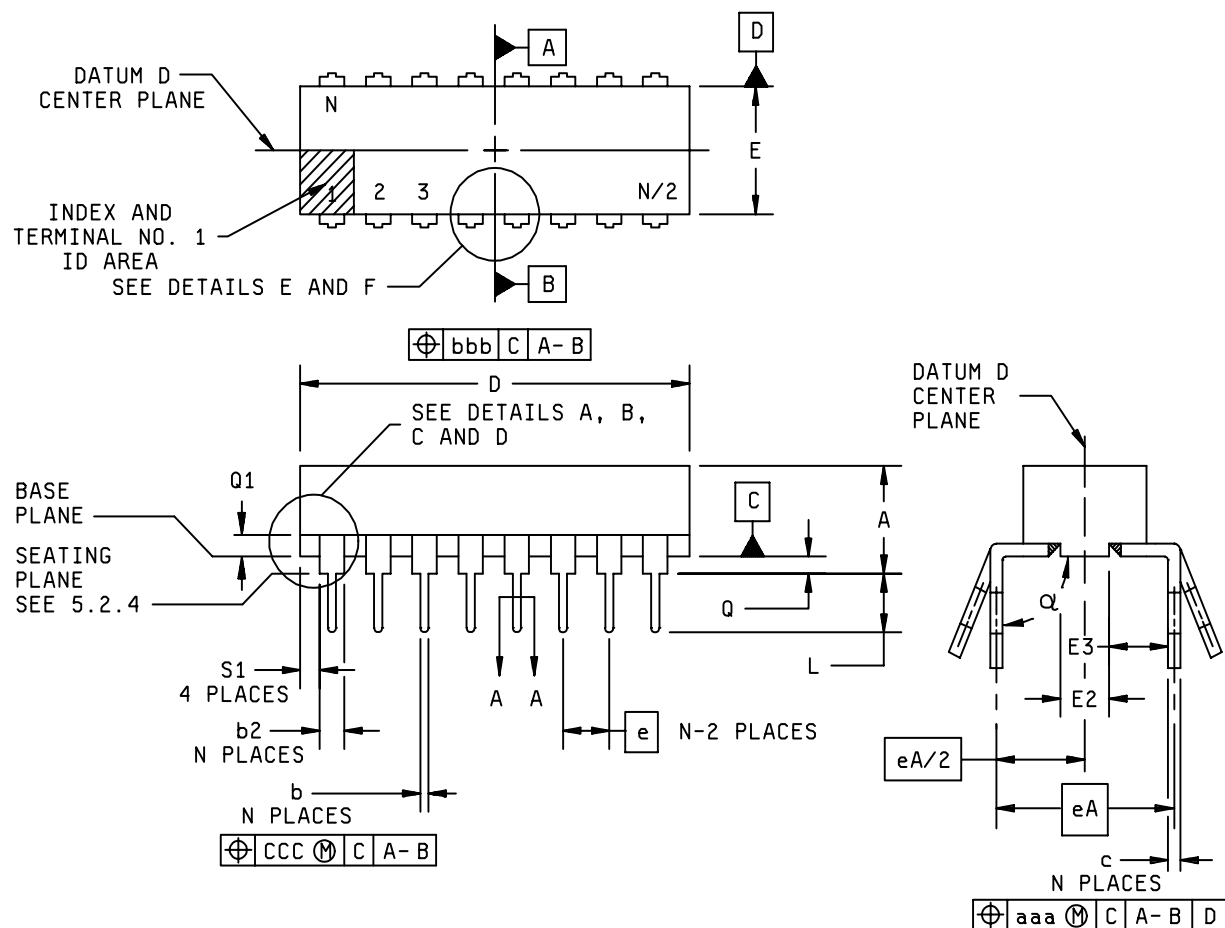 A
D
DATUM D
CENTER PLANE
N
E
1 2 3 N/2
INDEX AND
TERMINAL NO. 1
ID AREA
SEE DETAILS E AND F
B
⌖ bbb C A-B
D
SEE DETAILS A, B,
C AND D
DATUM D
CENTER
PLANE
Q1
BASE
PLANE
C
A
SEATING
PLANE
SEE 5.2.4
Q
α
L
E3
S1
4 PLACES
A A
E2
b2
N PLACES
e N-2 PLACES
eA/2
b
N PLACES
eA
⌖ CCC Ⓜ C A-B
c
N PLACES
⌖ aaa Ⓜ C A-B D